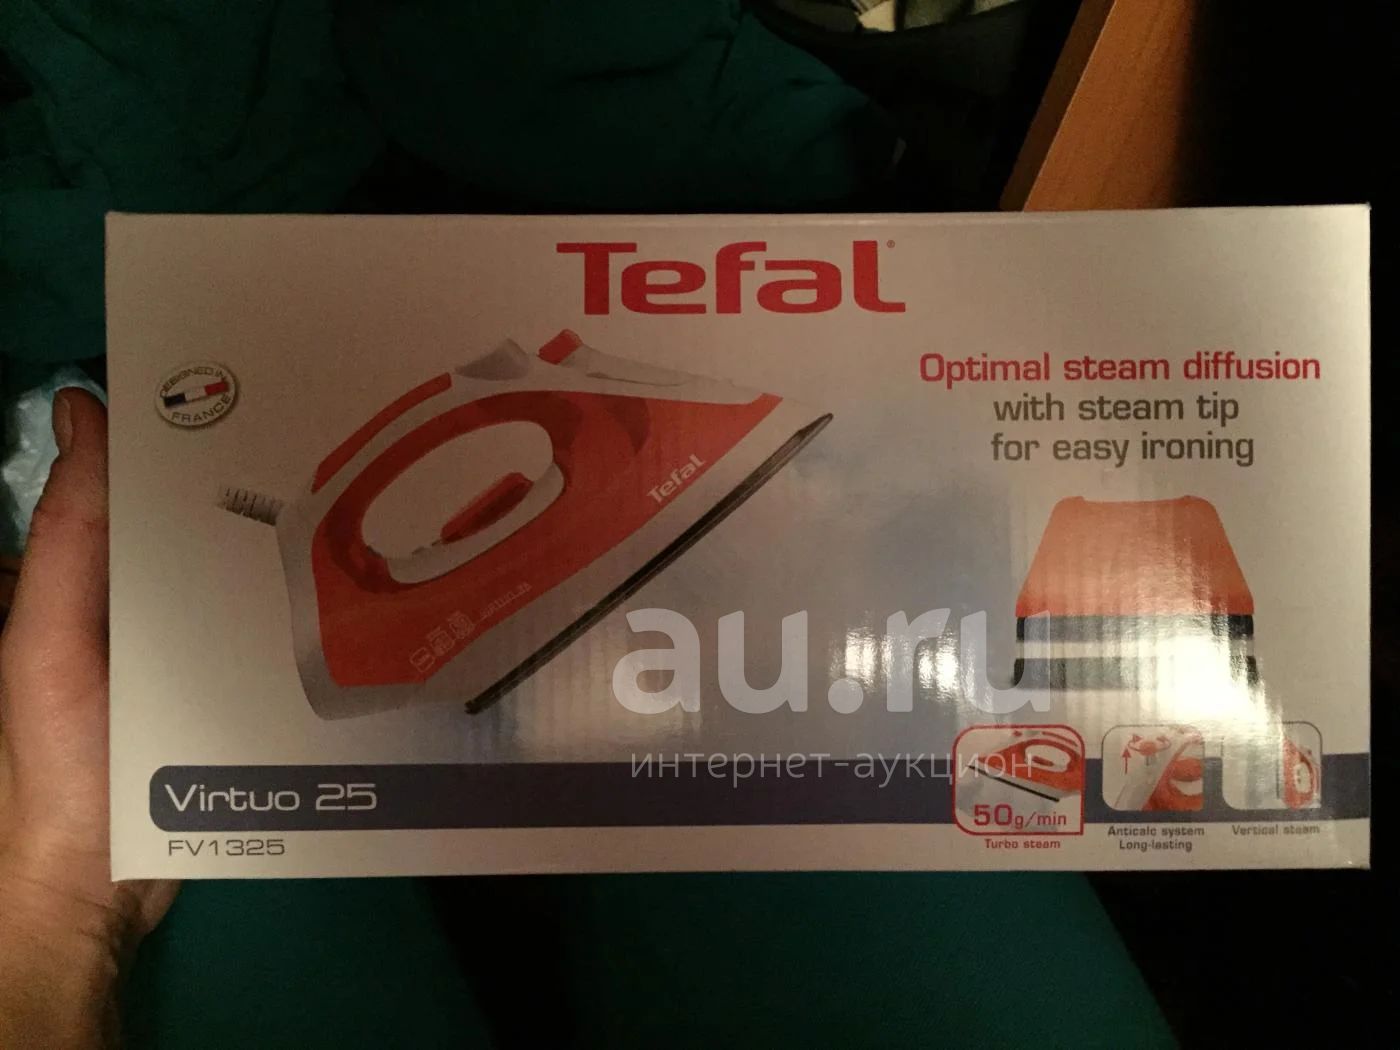 Tefal®
DESIGNED IN
FRANCE
Optimal steam diffusion
with steam tip
for easy ironing
Tefal
au.ru
интернет-аукцион
Virtuo 25
FV1325
50g/min
Turbo steam
Anticalc system
Long-lasting
Vertical steam